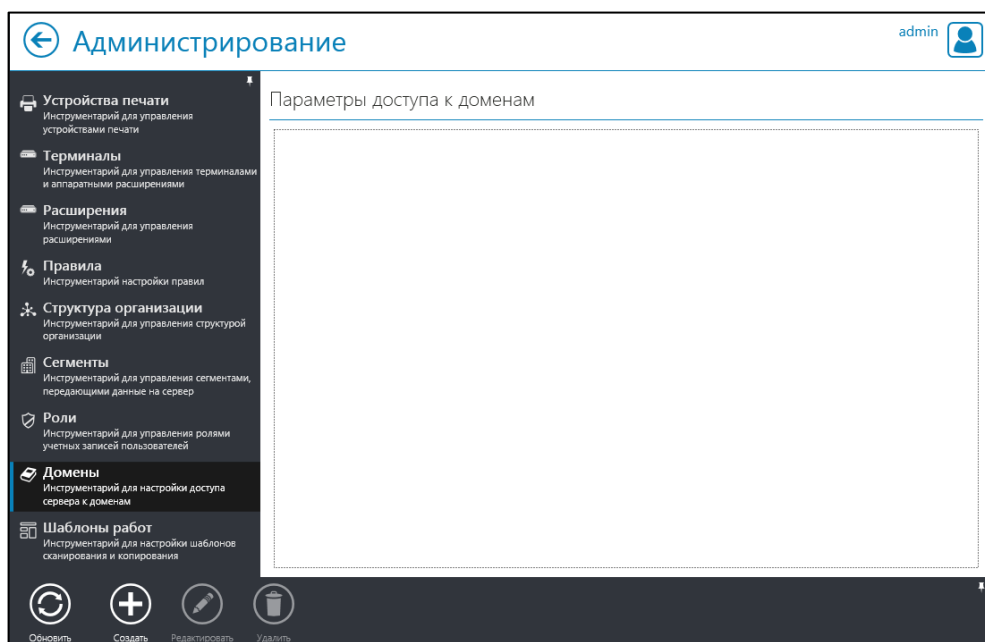 Администрирование
admin
Устройства печати
Инструментарий для управления
устройствами печати
Терминалы
Инструментарий для управления терминалами
и аппаратными расширениями
Расширения
Инструментарий для управления
расширениями
Правила
Инструментарий настройки правил
Структура организации
Инструментарий для управления структурой
организации
Сегменты
Инструментарий для управления сегментами,
передающими данные на сервер
Роли
Инструментарий для управления ролями
учетных записей пользователей
Домены
Инструментарий для настройки доступа
сервера к доменам
Шаблоны работ
Инструментарий для настройки шаблонов
сканирования и копирования
Параметры доступа к доменам
Обновить
Создать
Редактировать
Удалить